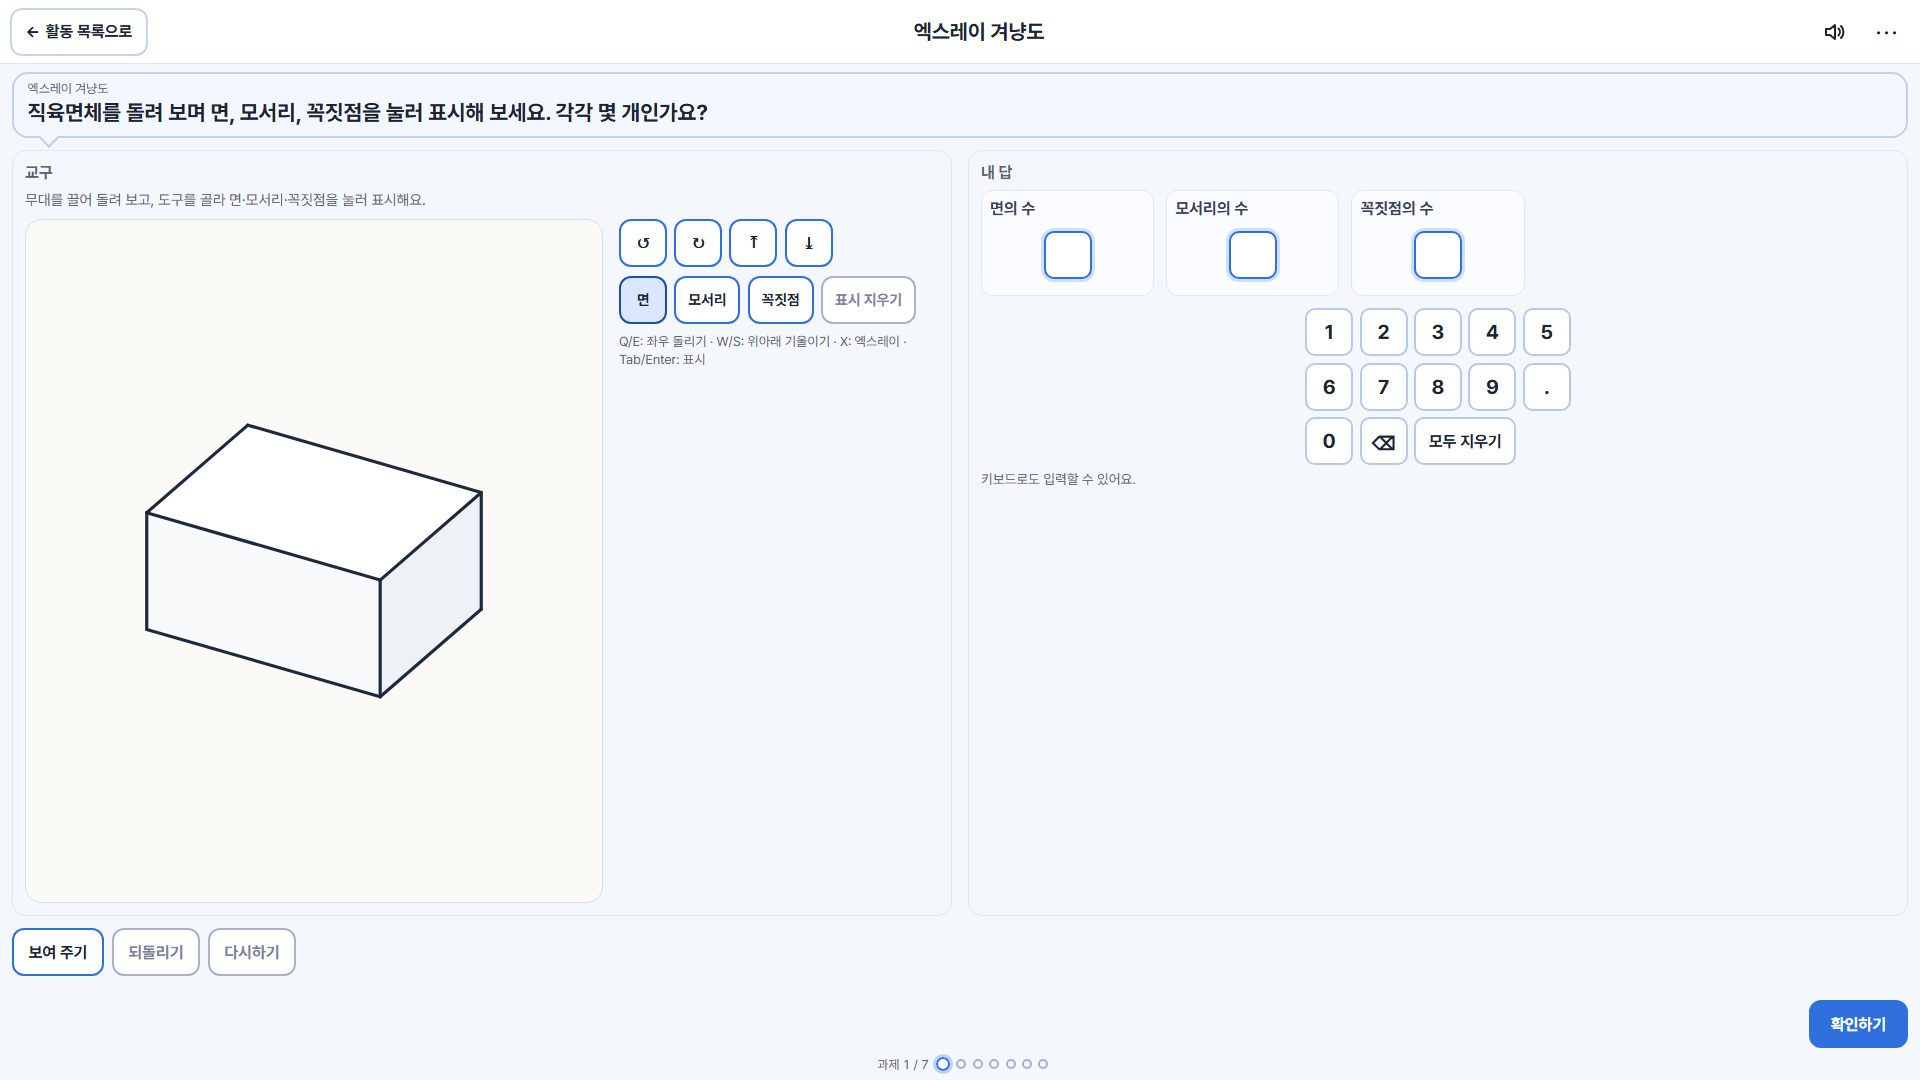 ← 활동 목록으로
엑스레이 겨냥도
엑스레이 겨냥도
직육면체를 돌려 보며 면, 모서리, 꼭짓점을 눌러 표시해 보세요. 각각 몇 개인가요?
교구
무대를 끌어 돌려 보고, 도구를 골라 면·모서리·꼭짓점을 눌러 표시해요.
↺ ↻ ⤒ ⤓
면 모서리 꼭짓점 표시 지우기
Q/E: 좌우 돌리기 · W/S: 위아래 기울이기 · X: 엑스레이 ·
Tab/Enter: 표시
내 답
면의 수 모서리의 수 꼭짓점의 수
1 2 3 4 5
6 7 8 9 .
0 ⌫ 모두 지우기
키보드로도 입력할 수 있어요.
보여 주기 되돌리기 다시하기
확인하기
과제 1 / 7